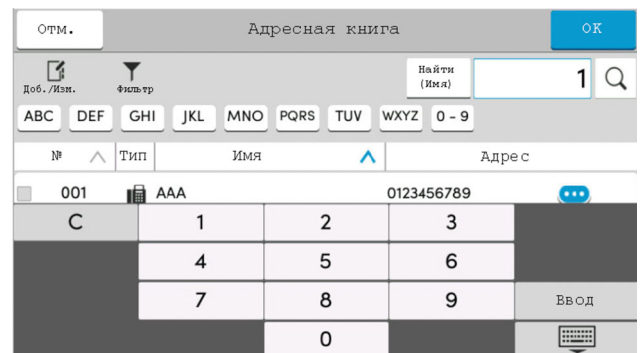 Отм. Адресная книга OK
Доб./Изм. Фильтр Найти (Имя) 1
ABC DEF GHI JKL MNO PQRS TUV WXYZ 0 - 9
№ Тип Имя Адрес
001 AAA 0123456789
C 1 2 3
4 5 6
7 8 9 Ввод
0